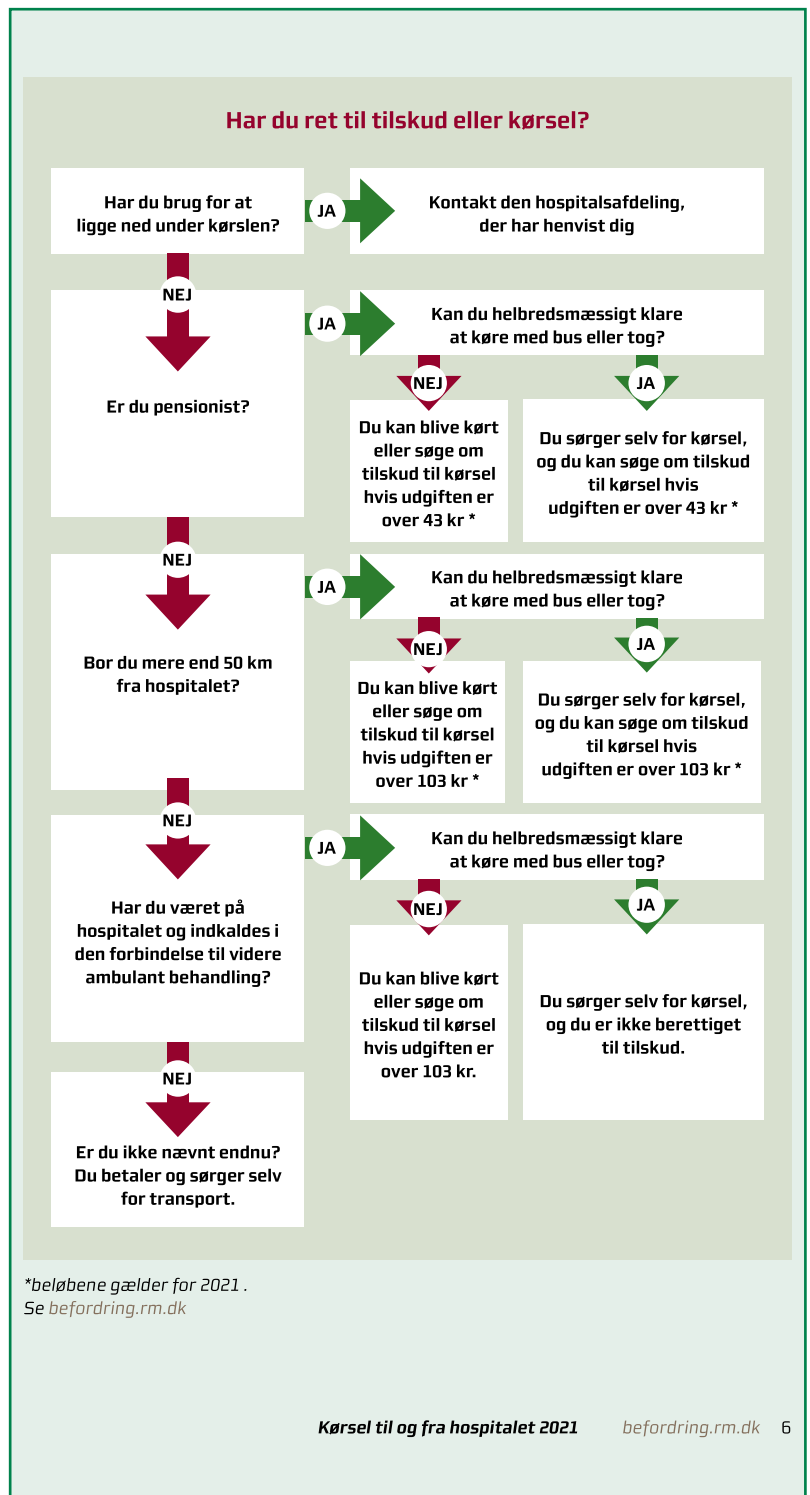 Har du ret til tilskud eller kørsel?
Har du brug for at
ligge ned under kørslen?
JA
Kontakt den hospitalsafdeling,
der har henvist dig
NEJ
Er du pensionist?
JA
Kan du helbredsmæssigt klare
at køre med bus eller tog?
NEJ
Du kan blive kørt
eller søge om
tilskud til kørsel
hvis udgiften er
over 43 kr *
JA
Du sørger selv for kørsel,
og du kan søge om tilskud
til kørsel hvis
udgiften er over 43 kr *
NEJ
Bor du mere end 50 km
fra hospitalet?
JA
Kan du helbredsmæssigt klare
at køre med bus eller tog?
NEJ
Du kan blive kørt
eller søge om
tilskud til kørsel
hvis udgiften er
over 103 kr *
JA
Du sørger selv for kørsel,
og du kan søge om tilskud
til kørsel hvis
udgiften er over 103 kr *
NEJ
Har du været på
hospitalet og indkaldes i
den forbindelse til videre
ambulant behandling?
JA
Kan du helbredsmæssigt klare
at køre med bus eller tog?
NEJ
Du kan blive kørt
eller søge om
tilskud til kørsel
hvis udgiften er
over 103 kr.
JA
Du sørger selv for kørsel,
og du er ikke berettiget
til tilskud.
NEJ
Er du ikke nævnt endnu?
Du betaler og sørger selv
for transport.
*beløbene gælder for 2021 .
Se befordring.rm.dk
Kørsel til og fra hospitalet 2021 befordring.rm.dk 6